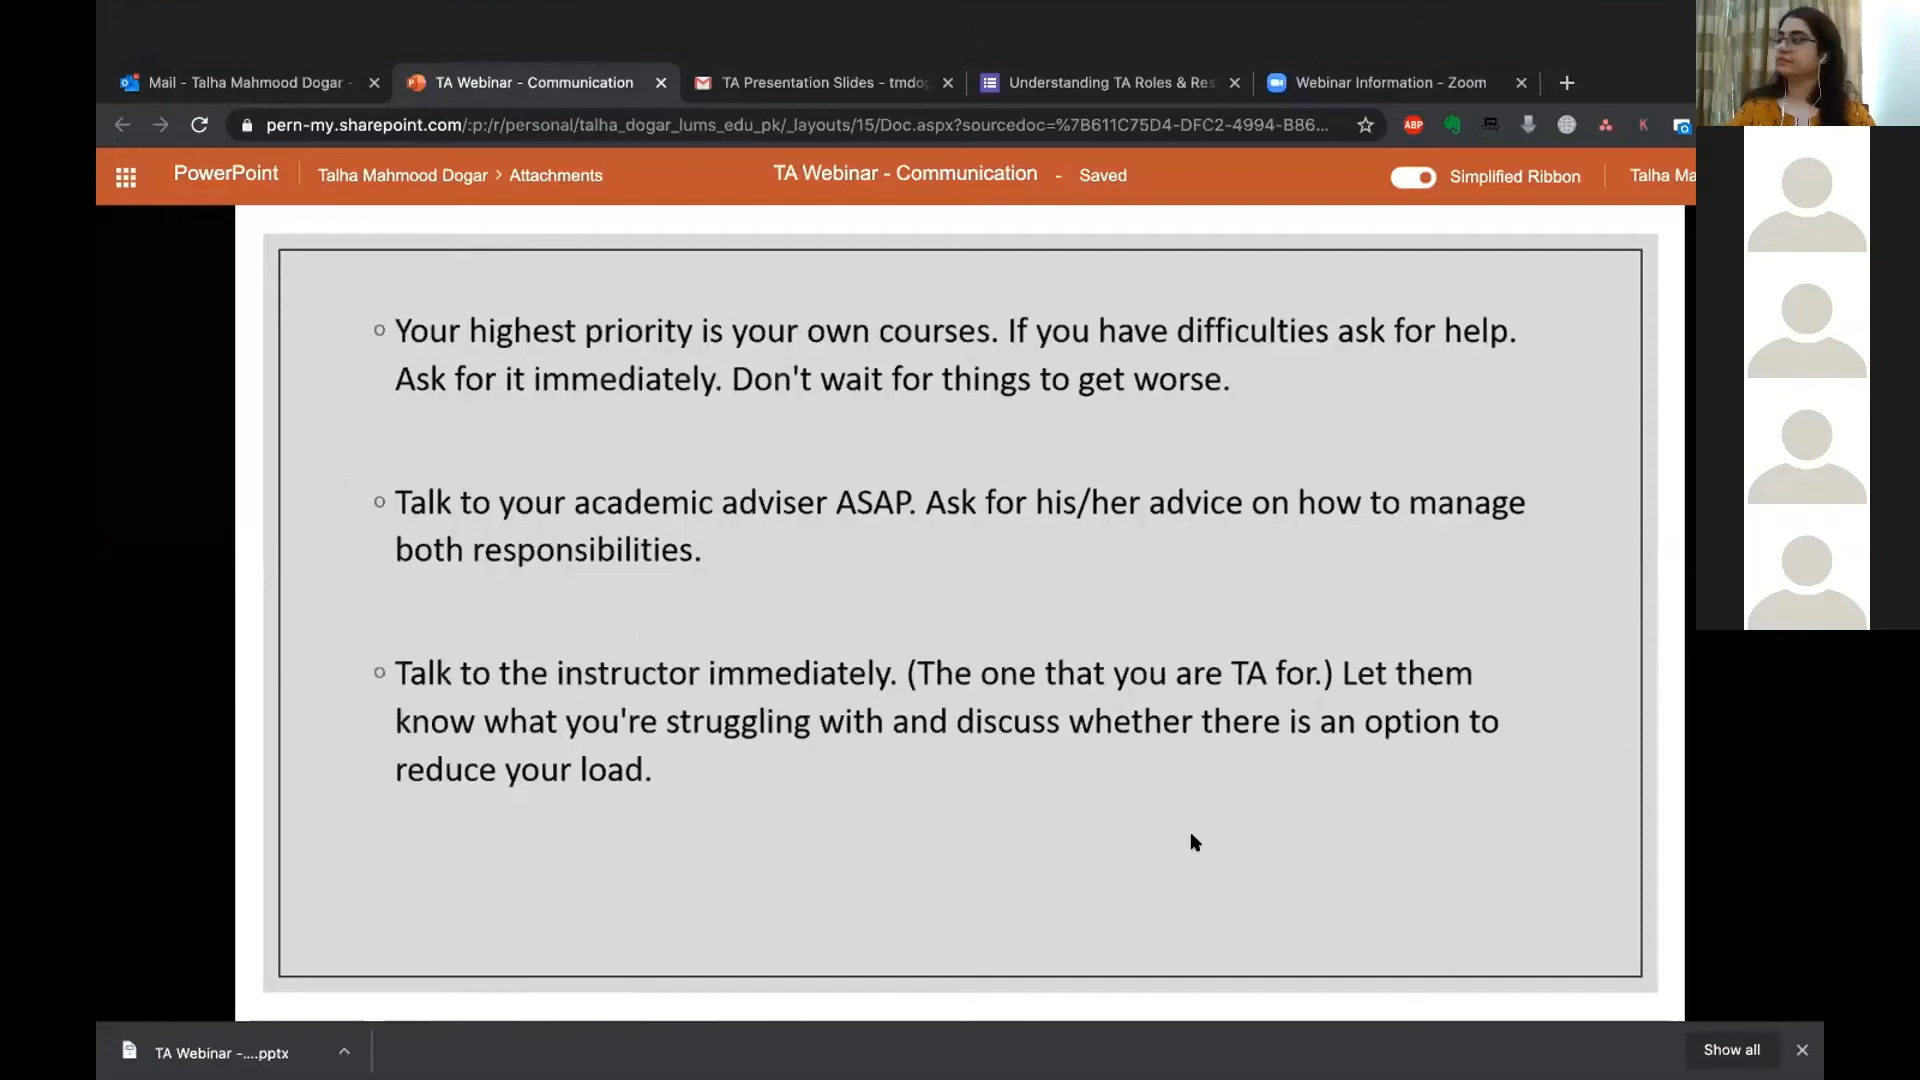 Mail - Talha Mahmood Dogar -
TA Webinar - Communication
TA Presentation Slides - tmdog
Understanding TA Roles & Res
Webinar Information - Zoom
pern-my.sharepoint.com/:p:/r/personal/talha_dogar_lums_edu_pk/_layouts/15/Doc.aspx?sourcedoc=%7B611C75D4-DFC2-4994-B86...
ABP
K
PowerPoint
Talha Mahmood Dogar > Attachments
TA Webinar - Communication - Saved
Simplified Ribbon
Talha Ma
Your highest priority is your own courses. If you have difficulties ask for help.
Ask for it immediately. Don't wait for things to get worse.
Talk to your academic adviser ASAP. Ask for his/her advice on how to manage
both responsibilities.
Talk to the instructor immediately. (The one that you are TA for.) Let them
know what you're struggling with and discuss whether there is an option to
reduce your load.
TA Webinar -....pptx
Show all